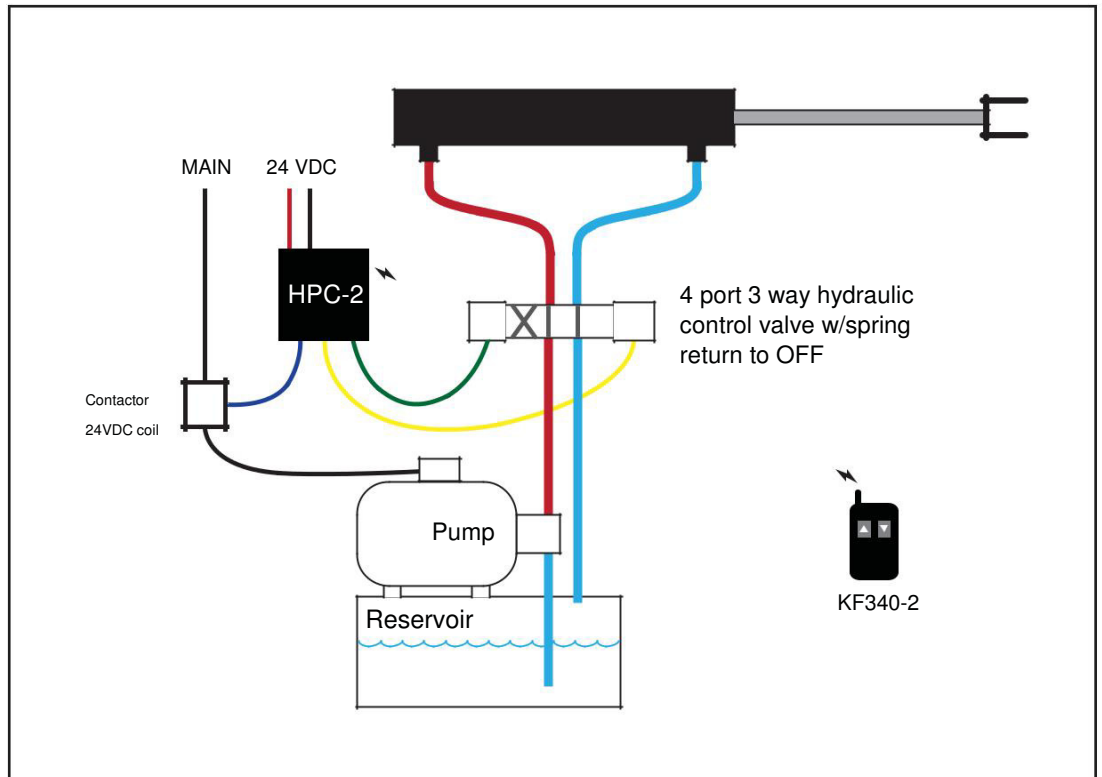 MAIN
24 VDC
HPC-2
4 port 3 way hydraulic
control valve w/spring
return to OFF
Contactor
24VDC coil
Pump
Reservoir
KF340-2